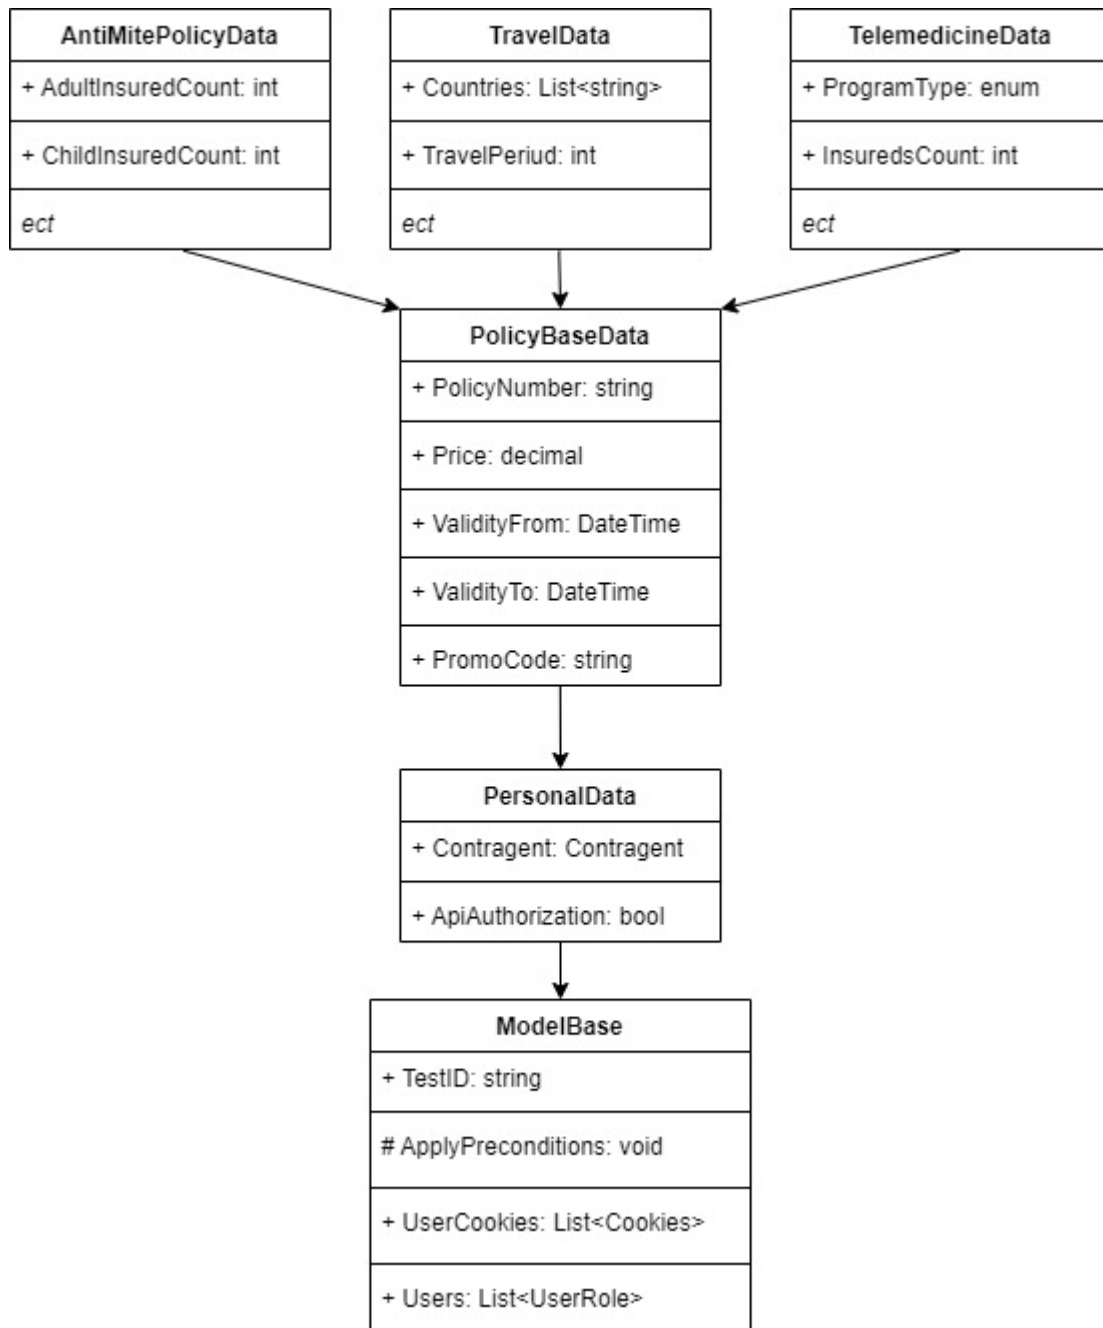 AntiMitePolicyData
+ AdultInsuredCount: int
+ ChildInsuredCount: int
ect
TravelData
+ Countries: List<string>
+ TravelPeriud: int
ect
TelemedicineData
+ ProgramType: enum
+ InsuredsCount: int
ect
PolicyBaseData
+ PolicyNumber: string
+ Price: decimal
+ ValidityFrom: DateTime
+ ValidityTo: DateTime
+ PromoCode: string
PersonalData
+ Contragent: Contragent
+ ApiAuthorization: bool
ModelBase
+ TestID: string
# ApplyPreconditions: void
+ UserCookies: List<Cookies>
+ Users: List<UserRole>